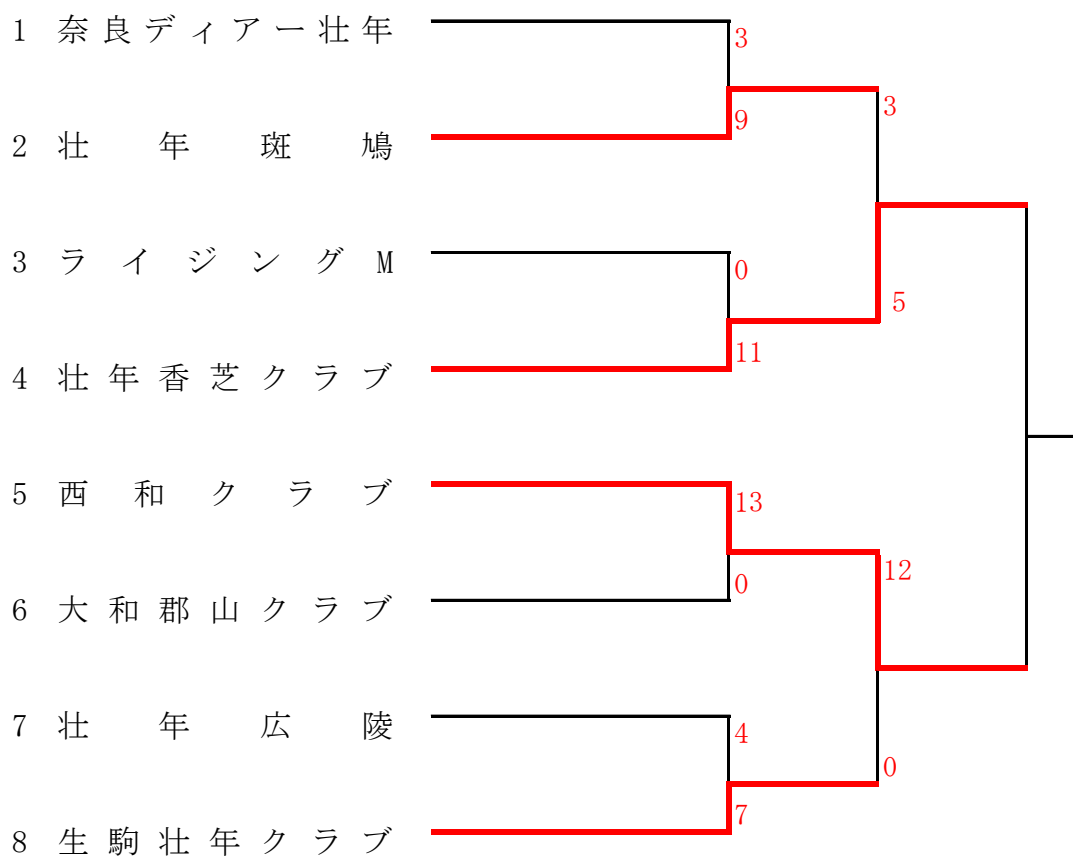 1 奈良ディアー壮年
3
3
9
2 壮年斑鳩
3 ライジングM
0
5
11
4 壮年香芝クラブ
5 西和クラブ
13
12
0
6 大和郡山クラブ
7 壮年広陵
4
0
7
8 生駒壮年クラブ